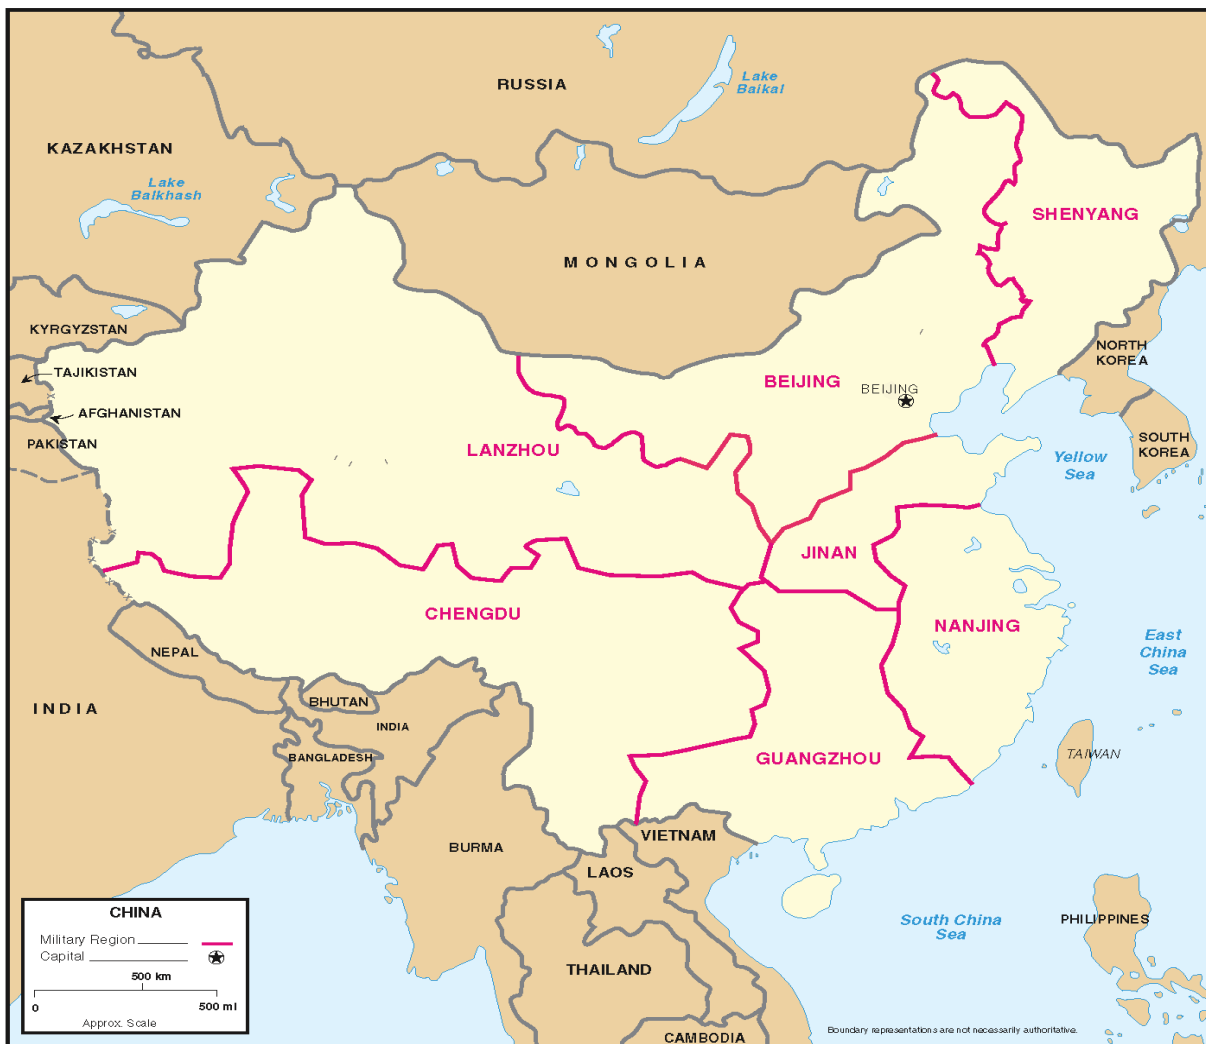 RUSSIA
Lake
Baikal
KAZAKHSTAN
Lake
Balkhash
SHENYANG
MONGOLIA
KYRGYZSTAN
NORTH
KOREA
TAJIKISTAN
BEIJING
BEIJING
AFGHANISTAN
PAKISTAN
LANZHOU
SOUTH
KOREA
Yellow
Sea
JINAN
CHENGDU
NANJING
East
China
Sea
NEPAL
BHUTAN
INDIA
INDIA
BANGLADESH
GUANGZHOU
TAIWAN
VIETNAM
BURMA
LAOS
South China
Sea
PHILIPPINES
THAILAND
CAMBODIA
CHINA
Military Region
Capital
500 km
0
500 mi
Approx. Scale
Boundary representations are not necessarily authoritative.